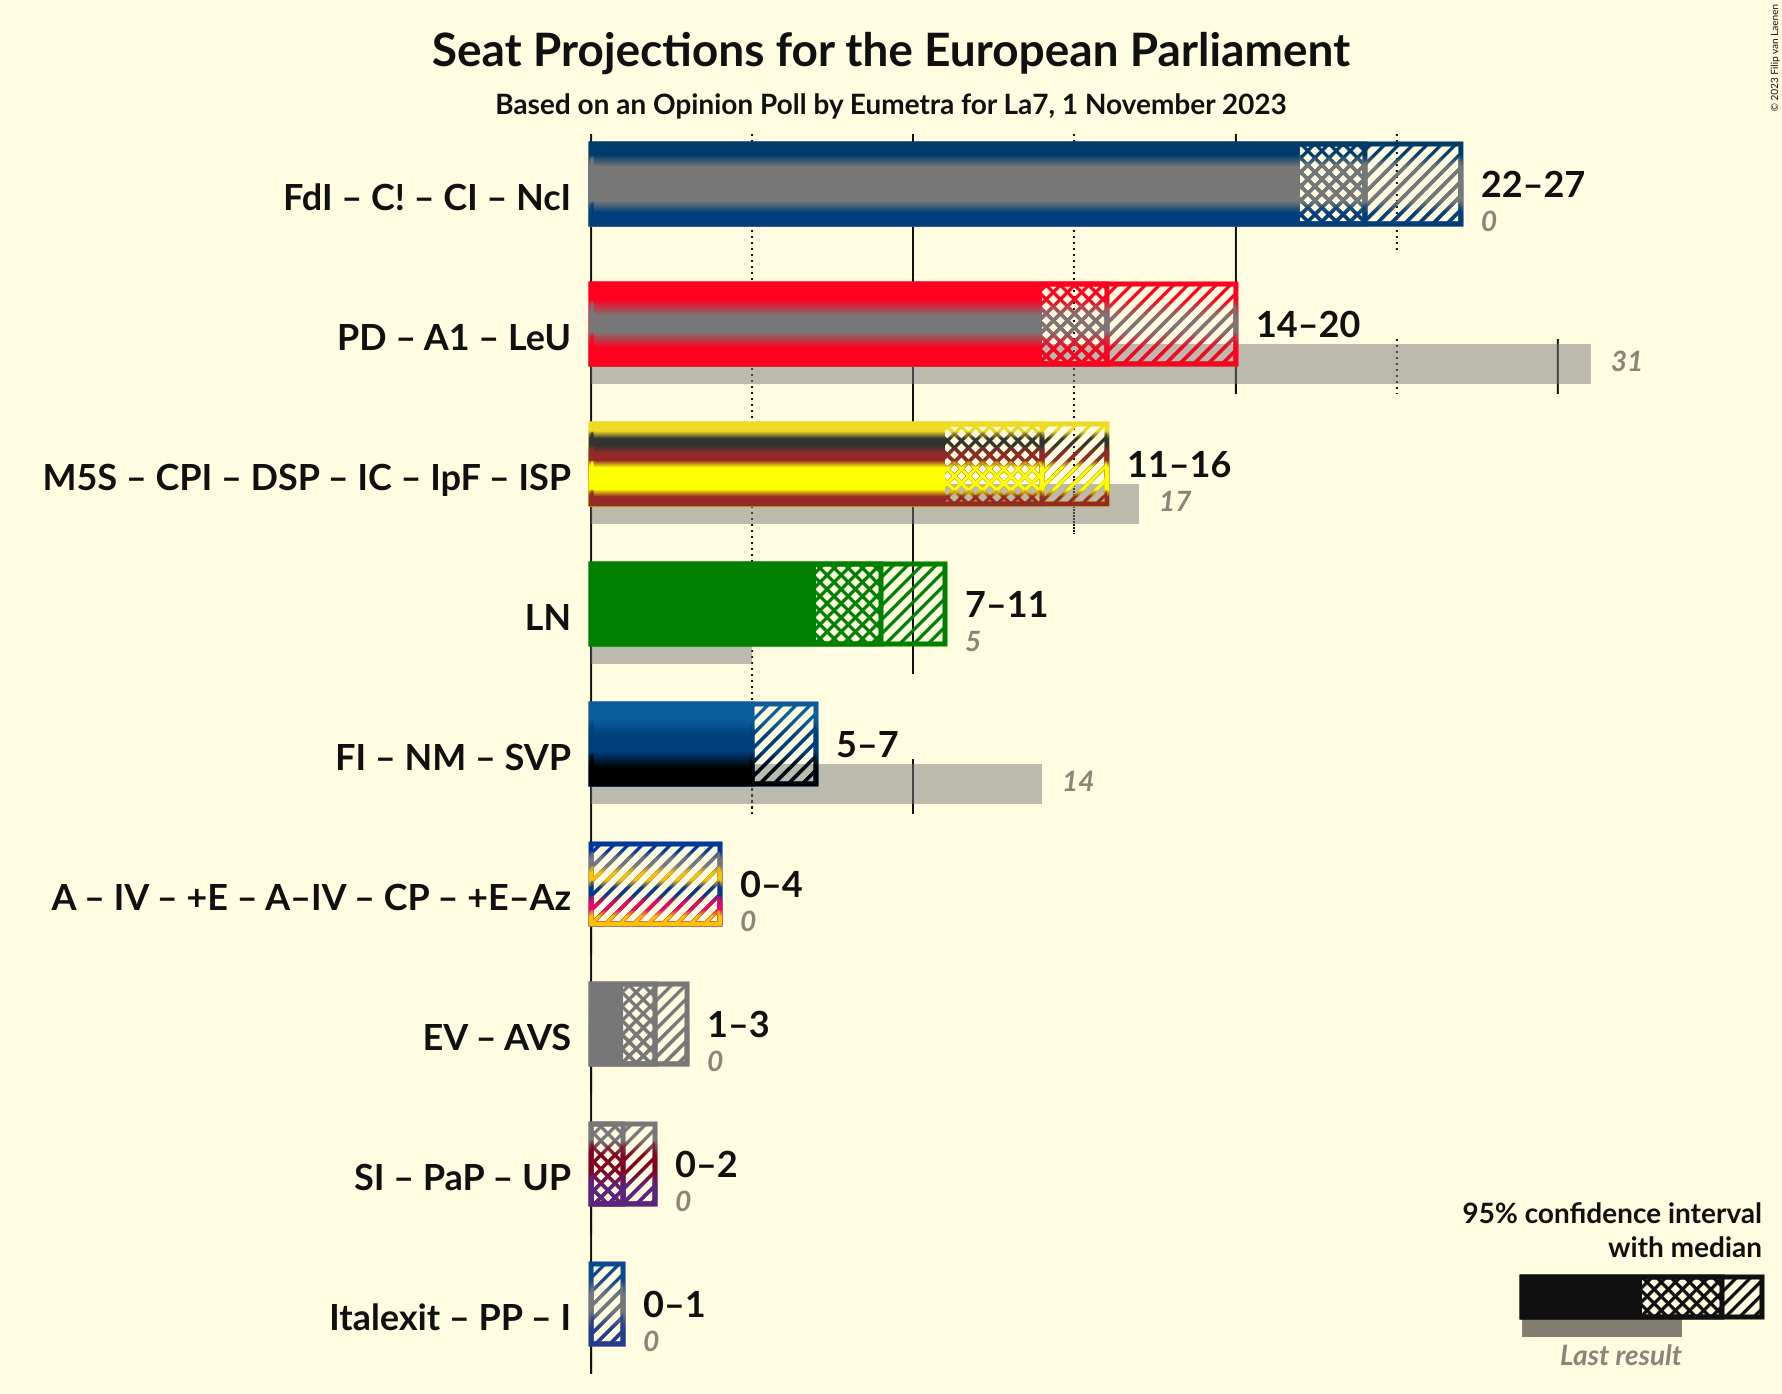 Seat Projections for the European Parliament
Based on an Opinion Poll by Eumetra for La7, 1 November 2023
© 2023 Filip van Laenen
FdI – C! – CI – NcI
22–27
0
PD – A1 – LeU
14–20
31
M5S – CPI – DSP – IC – IpF – ISP
11–16
17
LN
7–11
5
FI – NM – SVP
5–7
14
A – IV – +E – A–IV – CP – +E–Az
0–4
0
EV – AVS
1–3
0
SI – PaP – UP
0–2
0
Italexit – PP – I
0–1
0
95% confidence interval
with median
Last result